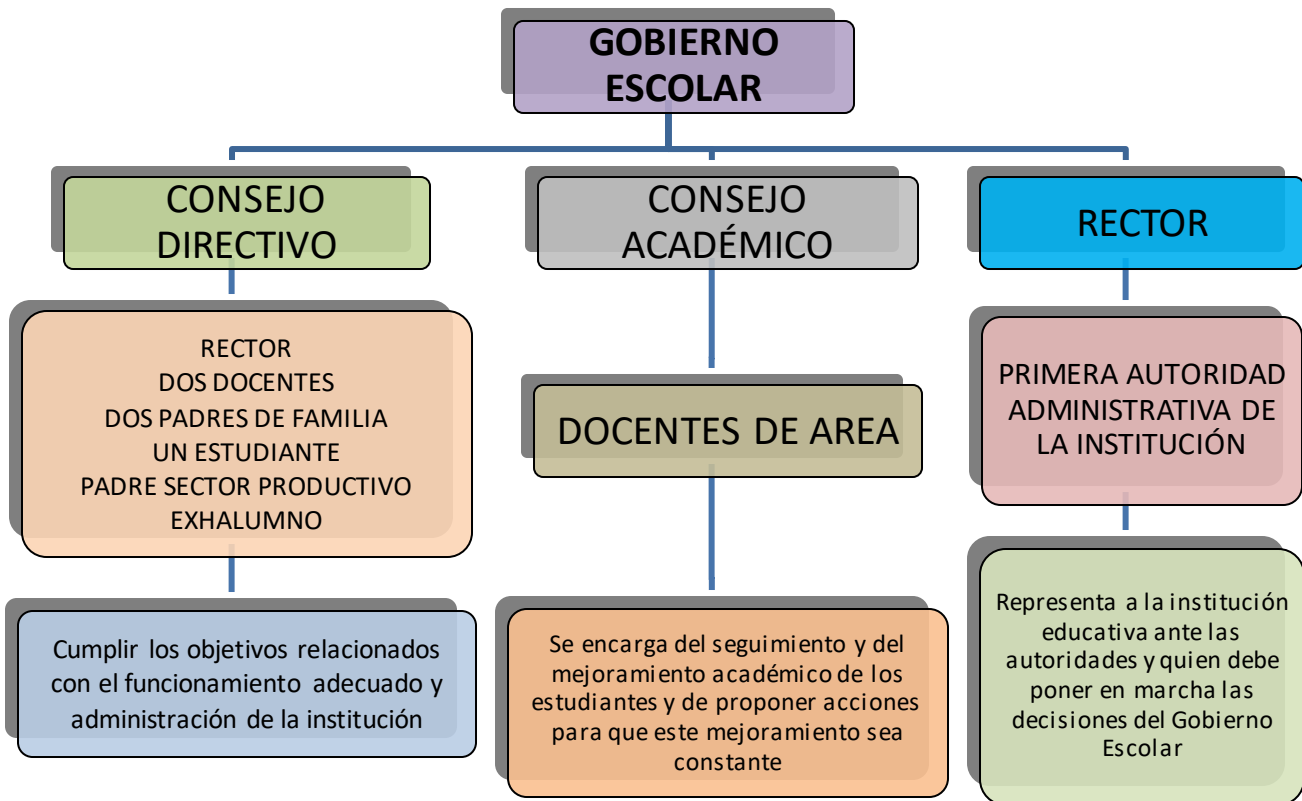 GOBIERNO
ESCOLAR
CONSEJO
DIRECTIVO
RECTOR
DOS DOCENTES
DOS PADRES DE FAMILIA
UN ESTUDIANTE
PADRE SECTOR PRODUCTIVO
EXHALUMNO
Cumplir los objetivos relacionados
con el funcionamiento adecuado y
administración de la institución
CONSEJO
ACADÉMICO
DOCENTES DE AREA
Se encarga del seguimiento y del
mejoramiento académico de los
estudiantes y de proponer acciones
para que este mejoramiento sea
constante
RECTOR
PRIMERA AUTORIDAD
ADMINISTRATIVA DE
LA INSTITUCIÓN
Representa a la institución
educativa ante las
autoridades y quien debe
poner en marcha las
decisiones del Gobierno
Escolar